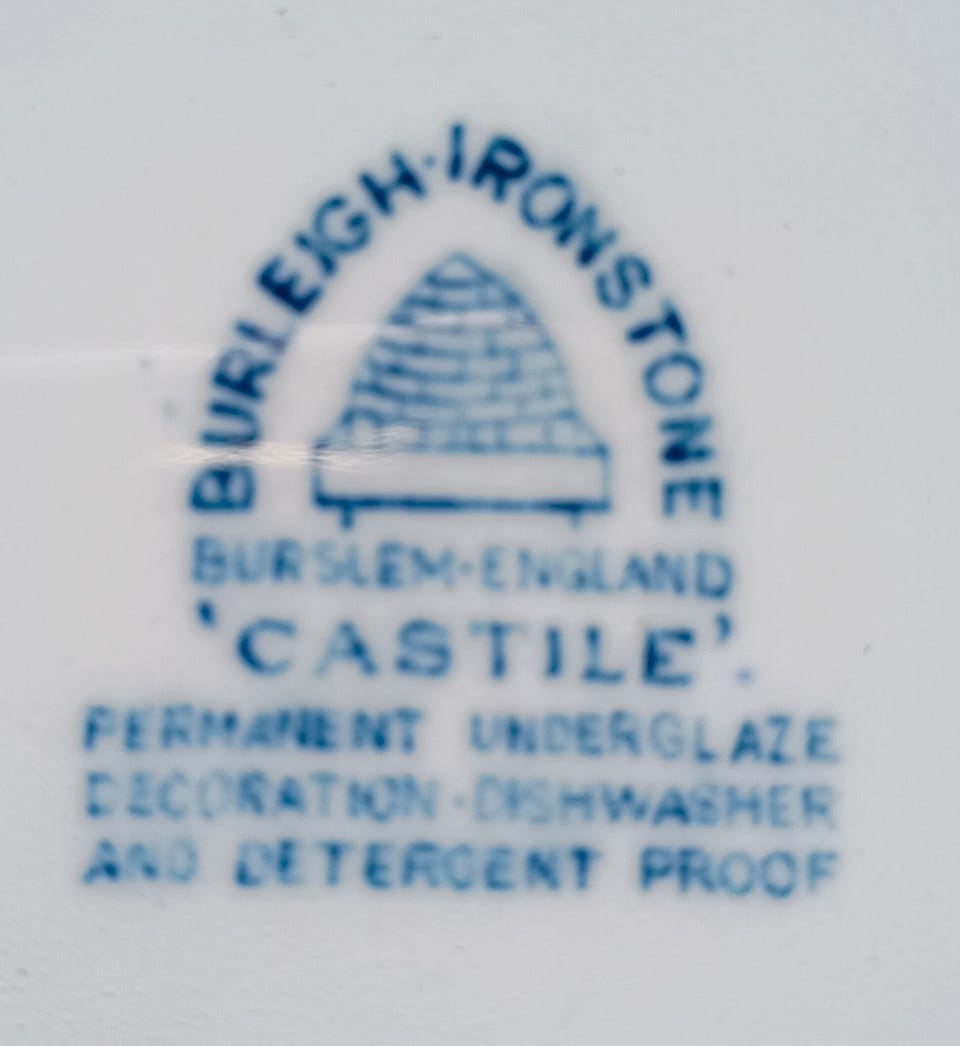 BURLEIGH·IRONSTONE
BURSLEM·ENGLAND
'CASTILE'.
PERMANENT UNDERGLAZE
DECORATION·DISHWASHER
AND DETERGENT PROOF